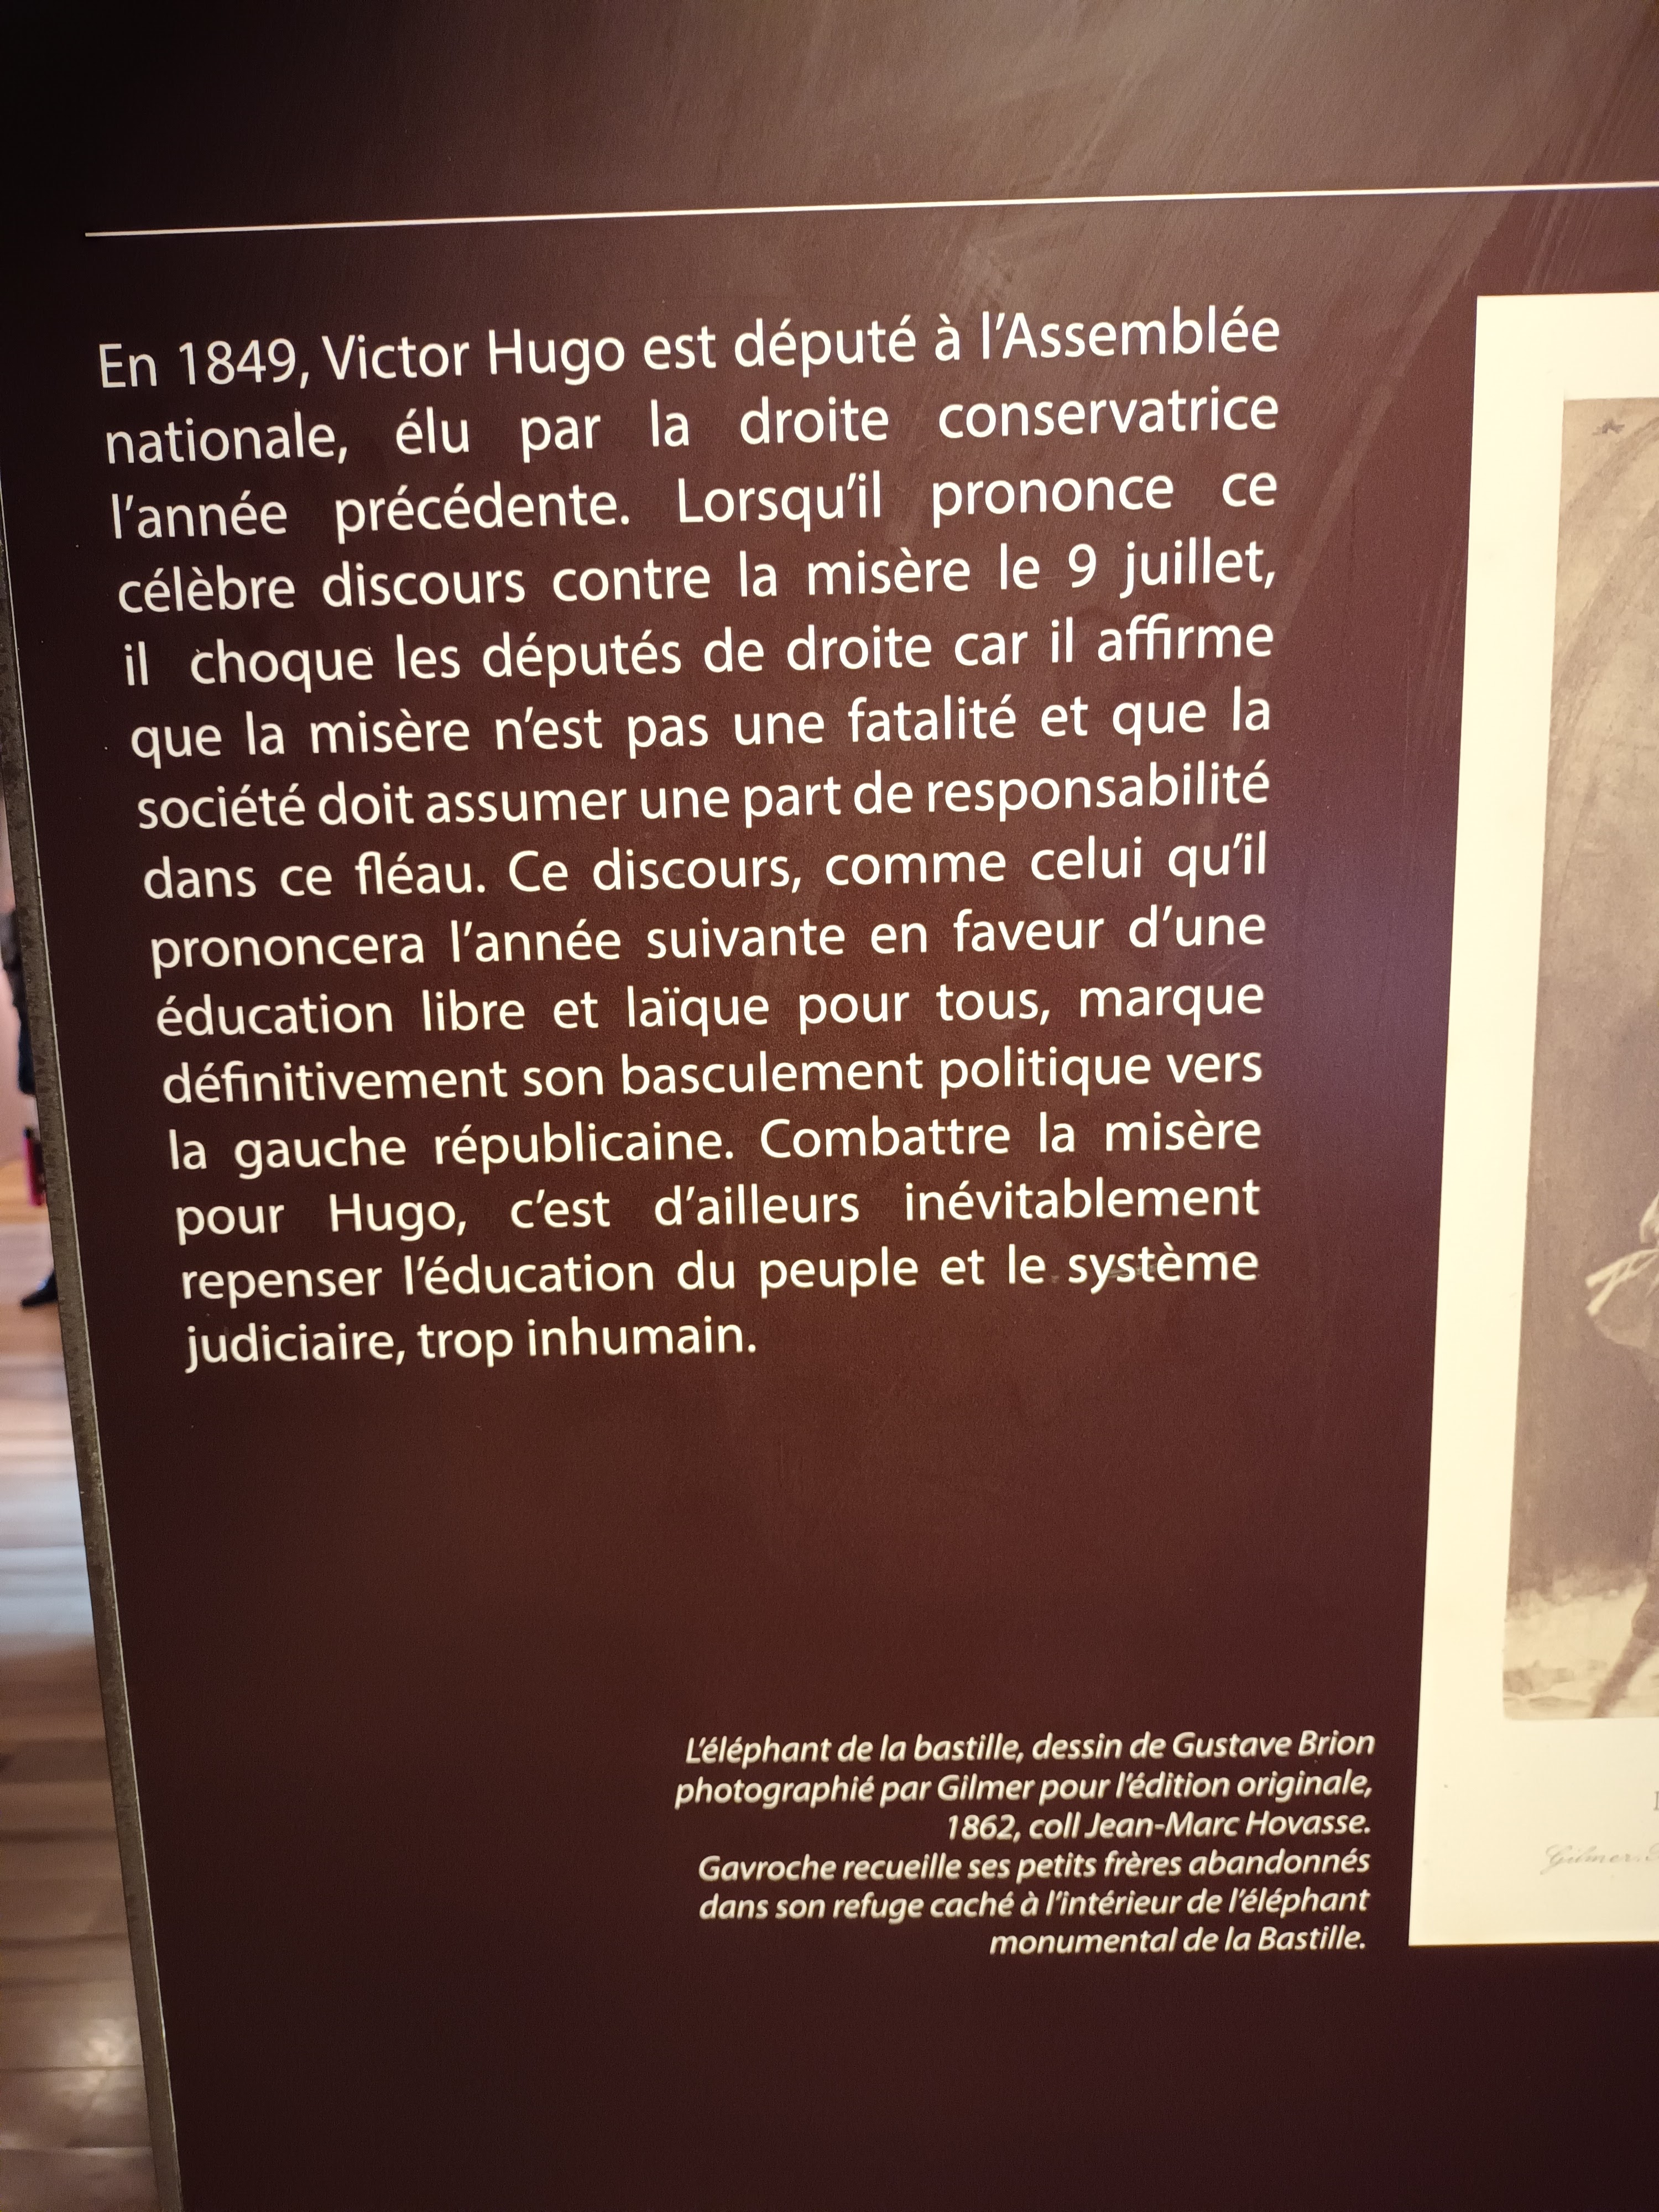 En 1849, Victor Hugo est député à l'Assemblée
nationale, élu par la droite conservatrice
l'année précédente. Lorsqu'il prononce ce
célèbre discours contre la misère le 9 juillet,
il choque les députés de droite car il affirme
que la misère n'est pas une fatalité et que la
société doit assumer une part de responsabilité
dans ce fléau. Ce discours, comme celui qu'il
prononcera l'année suivante en faveur d'une
éducation libre et laïque pour tous, marque
définitivement son basculement politique vers
la gauche républicaine. Combattre la misère
pour Hugo, c'est d'ailleurs inévitablement
repenser l'éducation du peuple et le système
judiciaire, trop inhumain.
L'éléphant de la bastille, dessin de Gustave Brion
photographié par Gilmer pour l'édition originale,
1862, coll Jean-Marc Hovasse.
Gavroche recueille ses petits frères abandonnés
dans son refuge caché à l'intérieur de l'éléphant
monumental de la Bastille.
Gilmer.